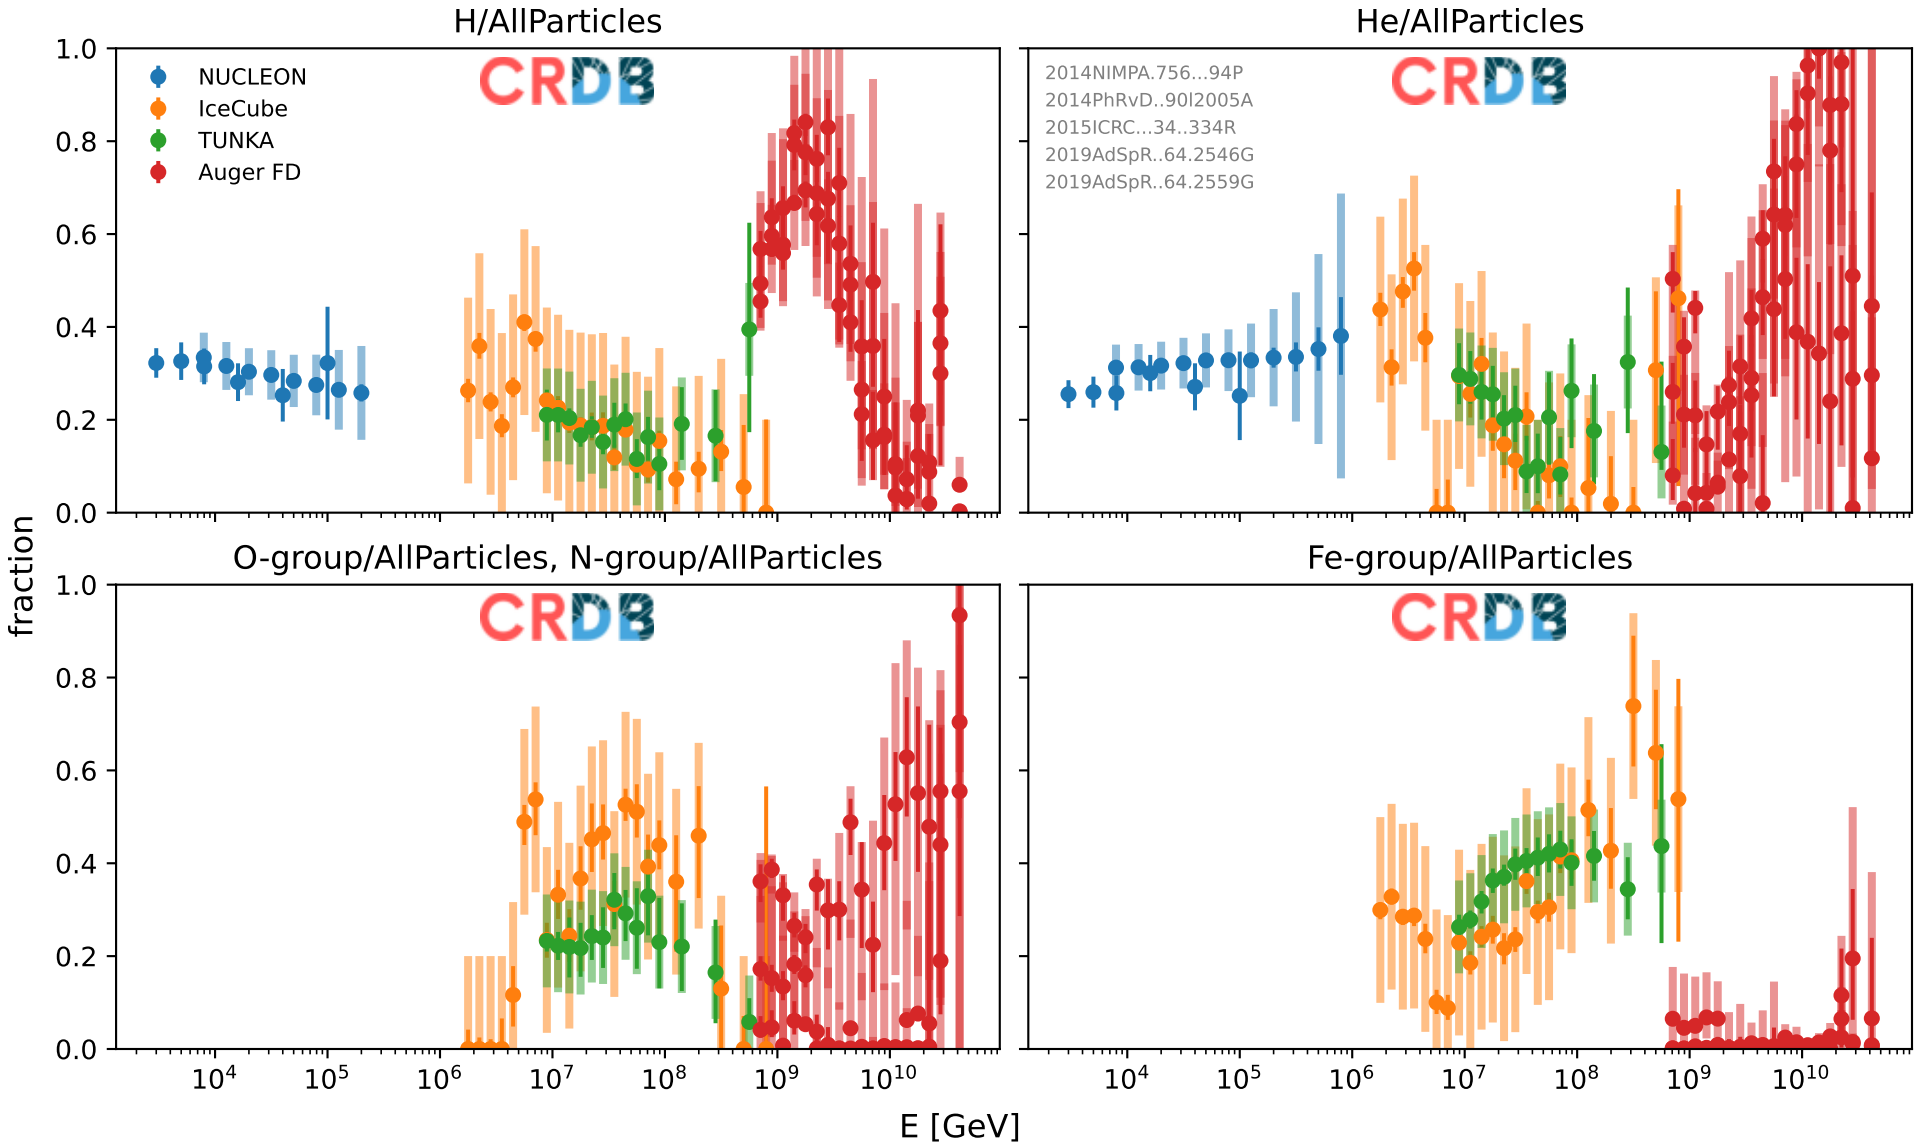 H/AllParticles
He/AllParticles
1.0
0.8
0.6
0.4
0.2
0.0
NUCLEON
IceCube
TUNKA
Auger FD
CRDB
2014NIMPA.756...94P
2014PhRvD..90l2005A
2015ICRC...34..334R
2019AdSpR..64.2546G
2019AdSpR..64.2559G
CRDB
O-group/AllParticles, N-group/AllParticles
Fe-group/AllParticles
fraction
1.0
0.8
0.6
0.4
0.2
0.0
CRDB
CRDB
10⁴ 10⁵ 10⁶ 10⁷ 10⁸ 10⁹ 10¹⁰
10⁴ 10⁵ 10⁶ 10⁷ 10⁸ 10⁹ 10¹⁰
E [GeV]